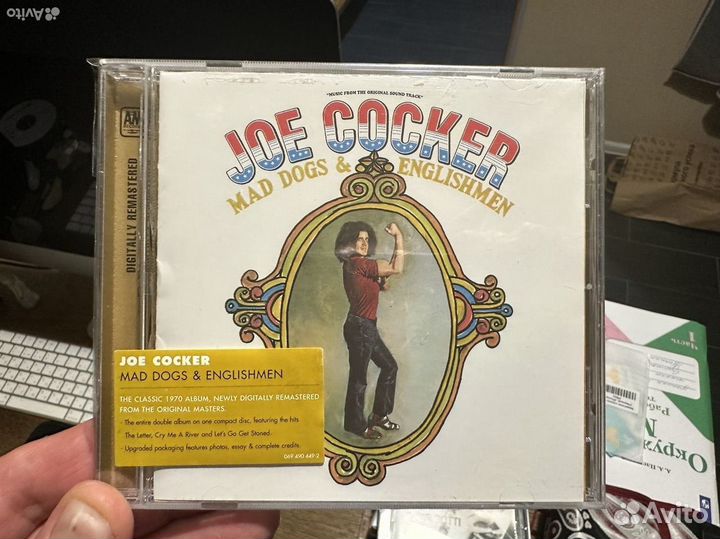 Avito
"MUSIC FROM THE ORIGINAL SOUND TRACK"
JOE COCKER
MAD DOGS & ENGLISHMEN
A&M
RECORDS
DIGITALLY REMASTERED
JOE COCKER
MAD DOGS & ENGLISHMEN
THE CLASSIC 1970 ALBUM, NEWLY DIGITALLY REMASTERED
FROM THE ORIGINAL MASTERS.
· The entire double album on one compact disc, featuring the hits
The Letter, Cry Me A River and Let's Go Get Stoned.
· Upgraded packaging features photos, essay & complete credits.
069 490 449-2
Часть
1
Avito